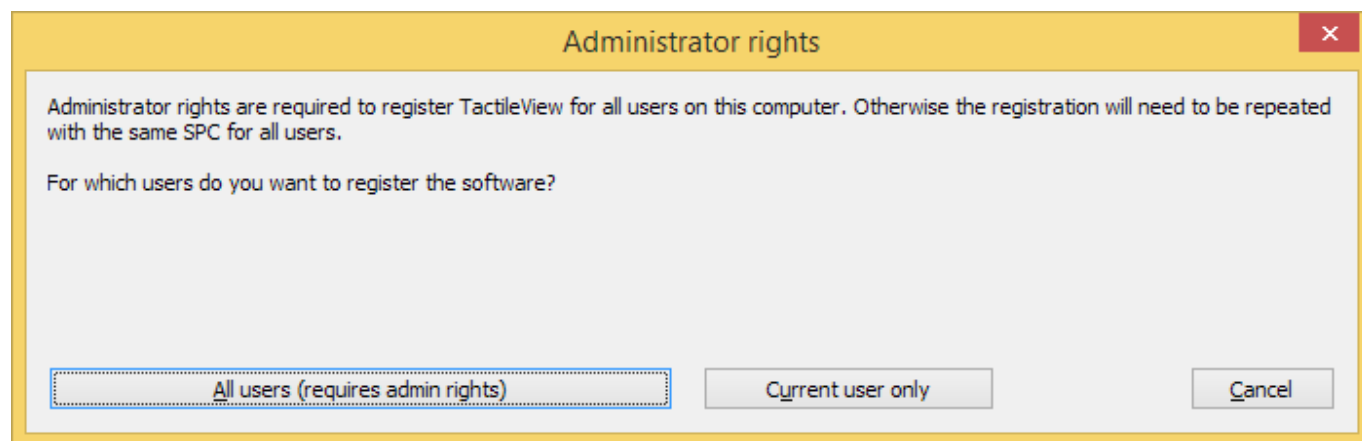 Administrator rights
Administrator rights are required to register TactileView for all users on this computer. Otherwise the registration will need to be repeated
with the same SPC for all users.
For which users do you want to register the software?
All users (requires admin rights)
Current user only
Cancel